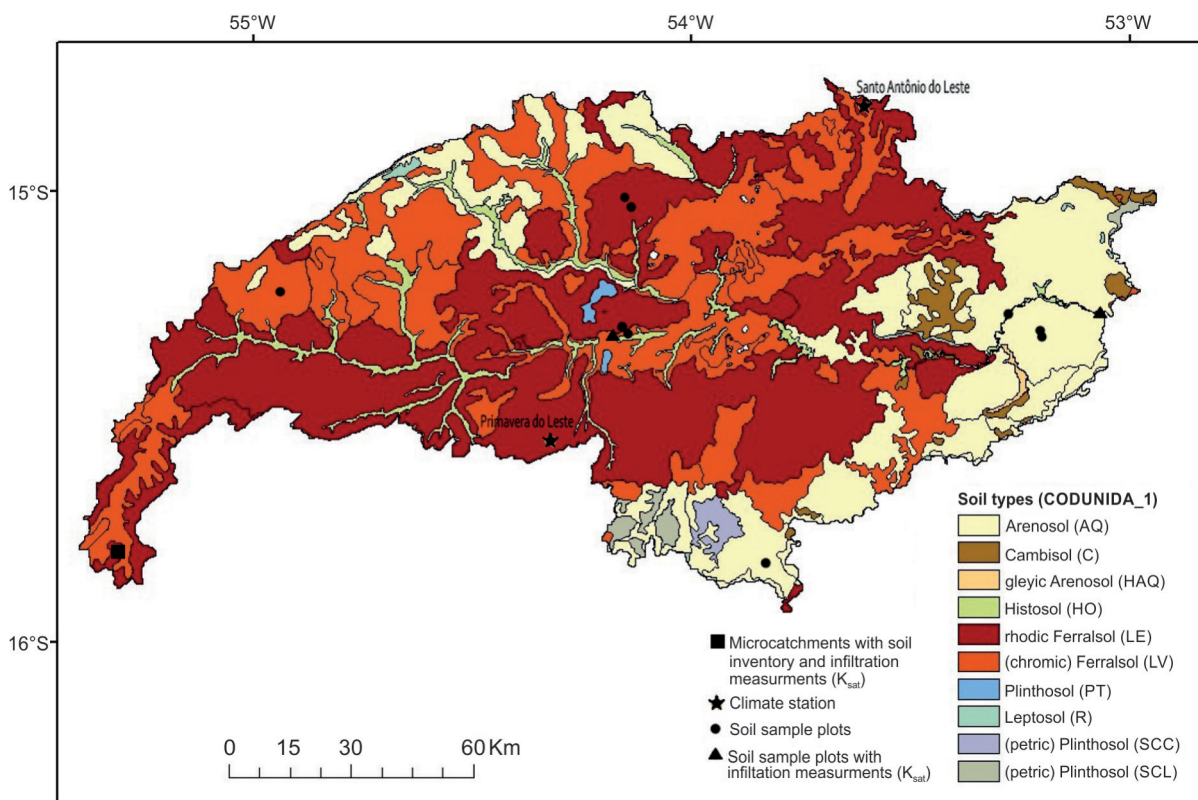 55°W
54°W
53°W
Santo Antônio do Leste
15°S
Primavera do Leste
16°S
Soil types (CODUNIDA_1)
Arenosol (AQ)
Cambisol (C)
gleyic Arenosol (HAQ)
Histosol (HO)
rhodic Ferralsol (LE)
(chromic) Ferralsol (LV)
Plinthosol (PT)
Leptosol (R)
(petric) Plinthosol (SCC)
(petric) Plinthosol (SCL)
Microcatchments with soil
inventory and infiltration
measurments (Ksat)
Climate station
Soil sample plots
Soil sample plots with
infiltation measurments (Ksat)
0 15 30 60 Km